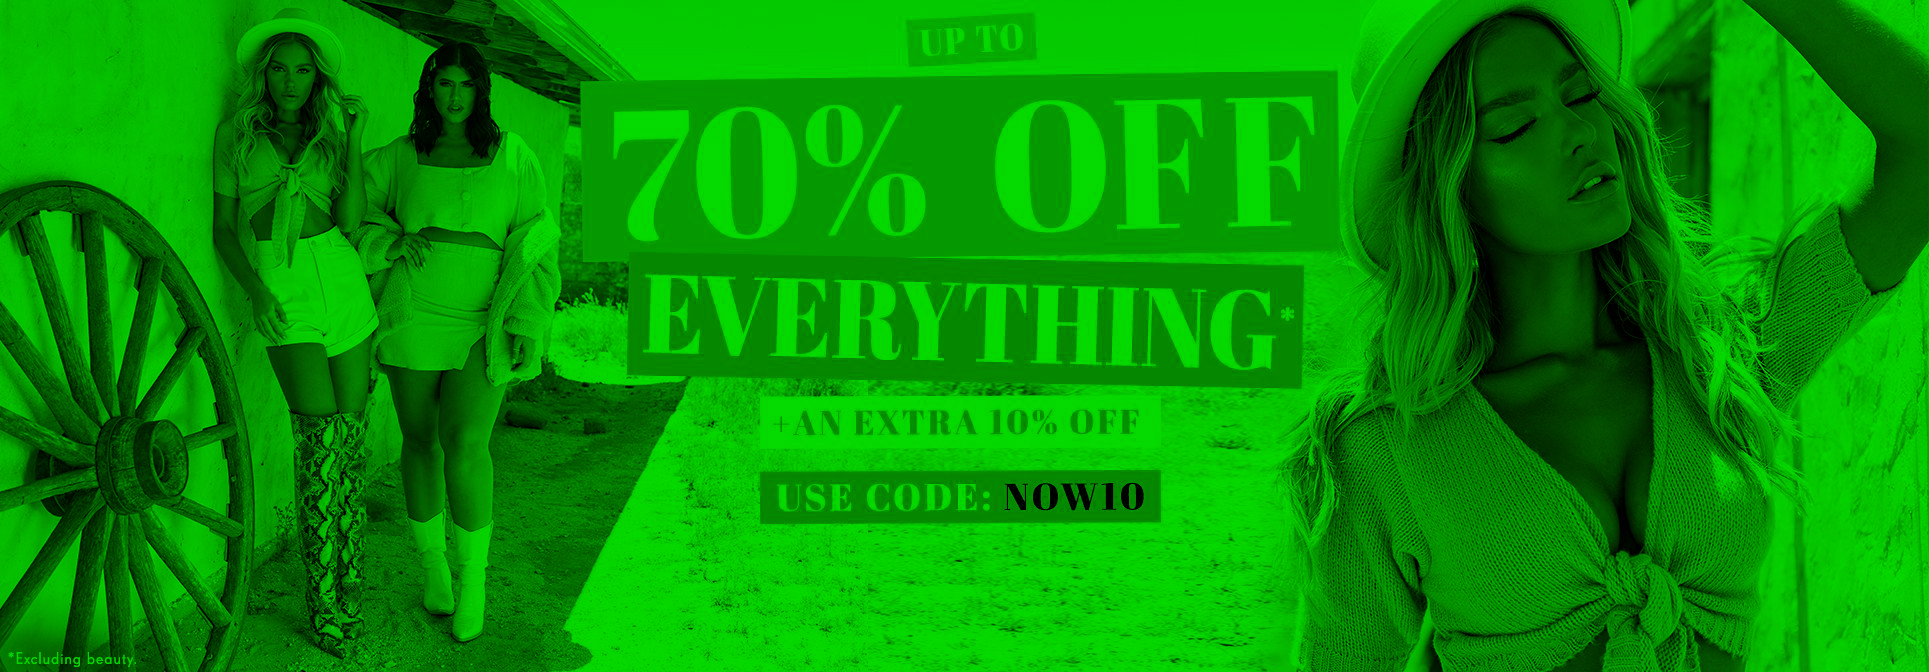 UP TO
70% OFF
EVERYTHING*
+AN EXTRA 10% OFF
USE CODE: NOW10
*Excluding beauty.